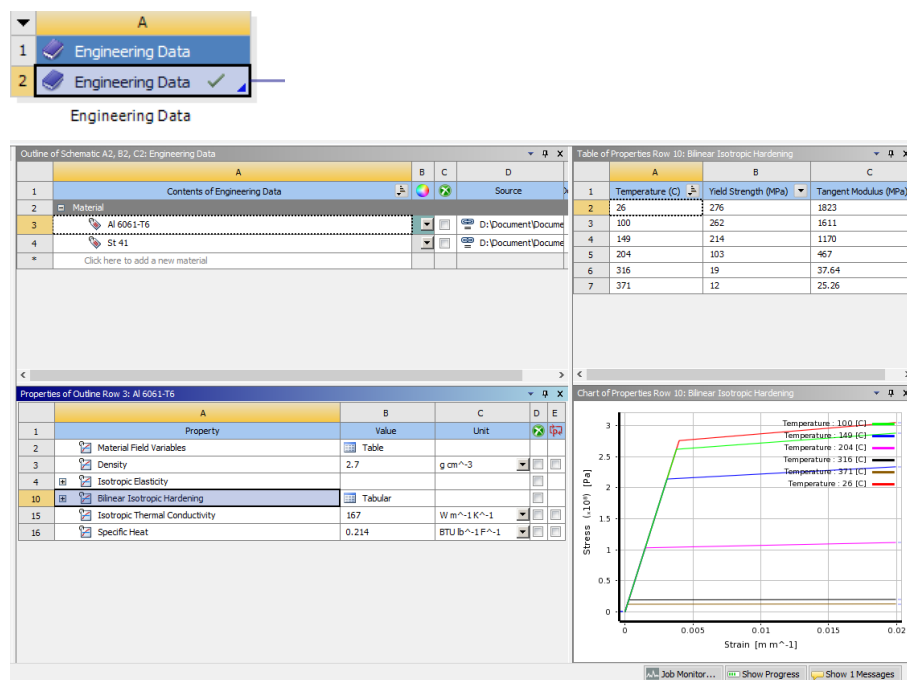 A
1 Engineering Data
2 Engineering Data
Engineering Data
Outline of Schematic A2, B2, C2: Engineering Data
A B C D
1 Contents of Engineering Data Source
2 Material
3 Al 6061-T6 D:\Document\Docume
4 St 41 D:\Document\Docume
* Click here to add a new material
Table of Properties Row 10: Bilinear Isotropic Hardening
A B C
1 Temperature (C) Yield Strength (MPa) Tangent Modulus (MPa)
2 26 276 1823
3 100 262 1611
4 149 214 1170
5 204 103 467
6 316 19 37.64
7 371 12 25.26
Properties of Outline Row 3: Al 6061-T6
A B C D E
1 Property Value Unit
2 Material Field Variables Table
3 Density 2.7 g cm^-3
4 Isotropic Elasticity
10 Bilinear Isotropic Hardening Tabular
15 Isotropic Thermal Conductivity 167 W m^-1 K^-1
16 Specific Heat 0.214 BTU lb^-1 F^-1
Chart of Properties Row 10: Bilinear Isotropic Hardening
Temperature : 100 [C]
Temperature : 149 [C]
Temperature : 204 [C]
Temperature : 316 [C]
Temperature : 371 [C]
Temperature : 26 [C]
3
2.5
2
1.5
1
0.5
0
Stress [Pa]
0 0.005 0.01 0.015 0.02
Strain [m m^-1]
Job Monitor... Show Progress Show 1 Messages